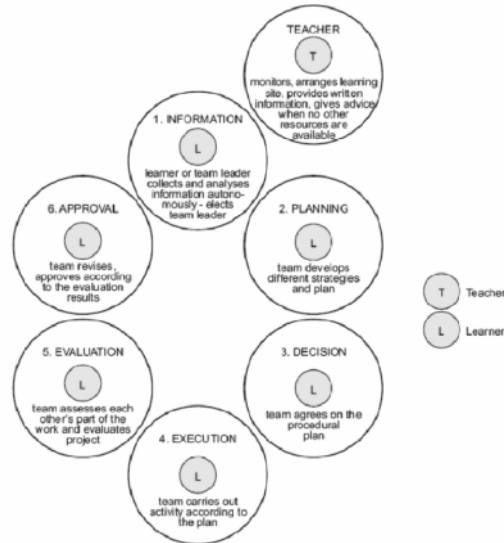 TEACHER
T
monitors, arranges learning
site, provides written
information, gives advice
when no other
resources are
available
1. INFORMATION
L
learner or team leader
collects and analyses
information autono-
mously - elects
team leader
6. APPROVAL
L
team revises,
approves according
to the evaluation
results
2. PLANNING
L
team develops
different strategies
and plan
T Teacher
L Learner
5. EVALUATION
L
team assesses each
other's part of the
work and evaluates
project
3. DECISION
L
team agrees on the
procedural
plan
4. EXECUTION
L
team carries out
activity according to
the plan